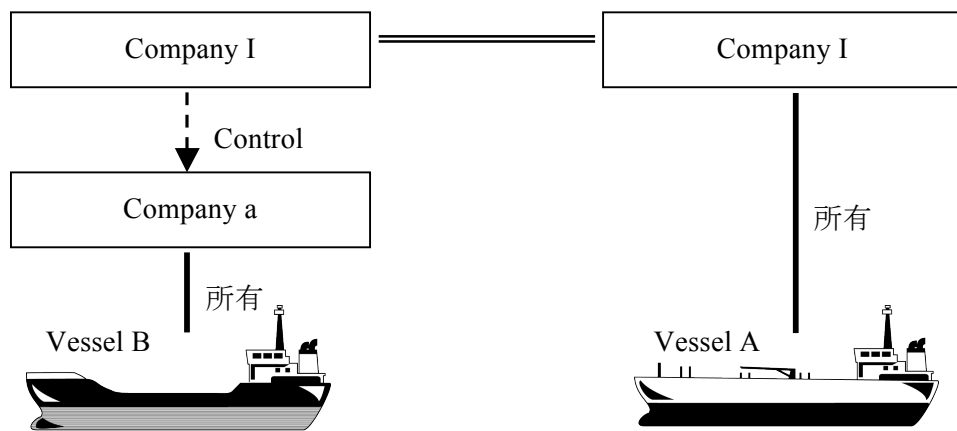 Company I
Company I
Control
Company a
所有
所有
Vessel B
Vessel A